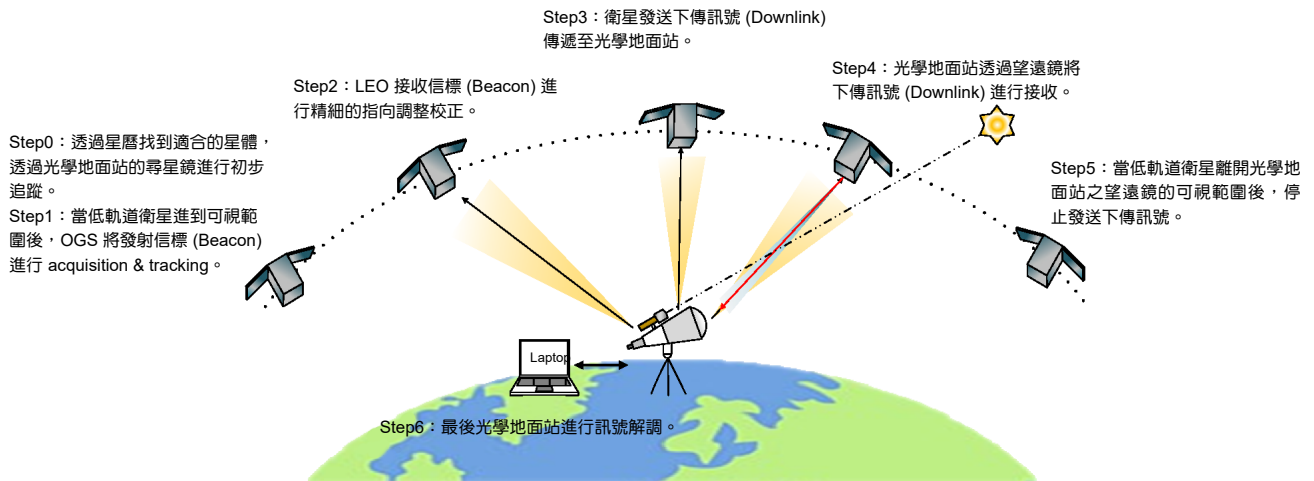 Step0：透過星曆找到適合的星體，
透過光學地面站的尋星鏡進行初步
追蹤。
Step1：當低軌道衛星進到可視範
圍後，OGS 將發射信標 (Beacon)
進行 acquisition & tracking。
Step2：LEO 接收信標 (Beacon) 進
行精細的指向調整校正。
Step3：衛星發送下傳訊號 (Downlink)
傳遞至光學地面站。
Step4：光學地面站透過望遠鏡將
下傳訊號 (Downlink) 進行接收。
Step5：當低軌道衛星離開光學地
面站之望遠鏡的可視範圍後，停
止發送下傳訊號。
Laptop
Step6：最後光學地面站進行訊號解調。